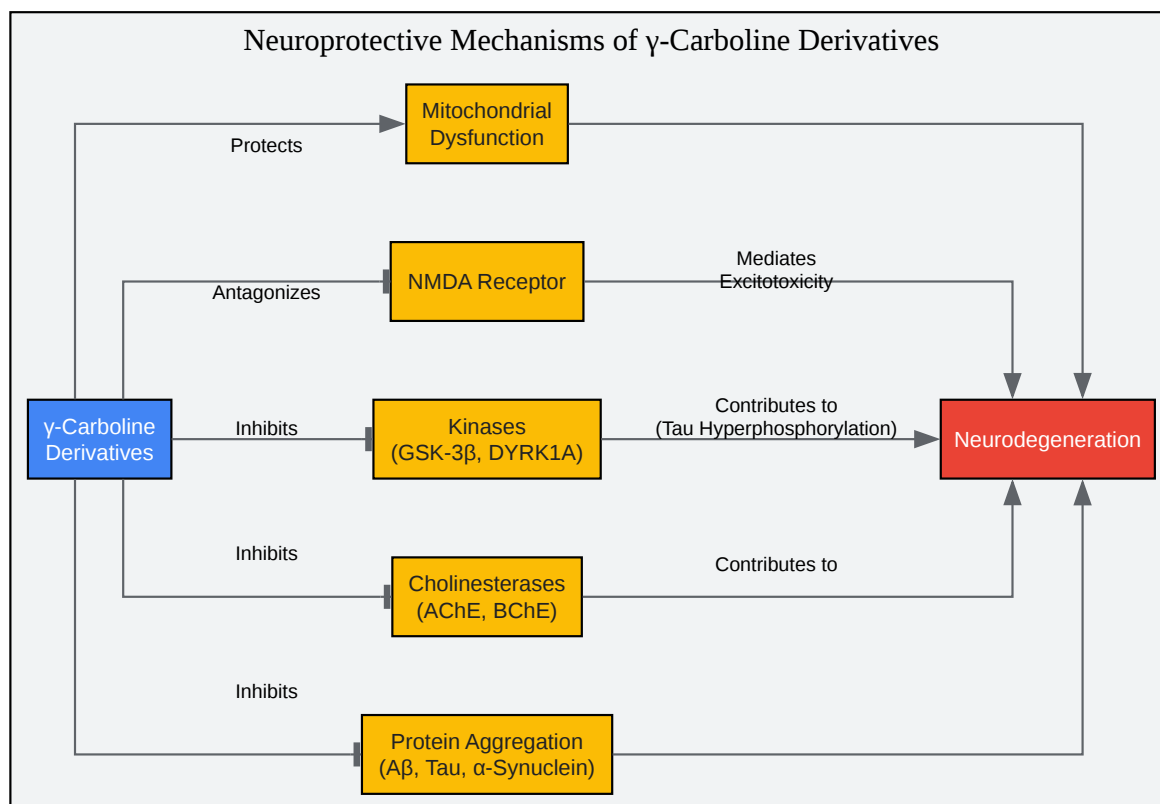 Neuroprotective Mechanisms of γ-Carboline Derivatives
Mitochondrial
Dysfunction
Protects
NMDA Receptor
Antagonizes
Mediates
Excitotoxicity
γ-Carboline
Derivatives
Inhibits
Kinases
(GSK-3β, DYRK1A)
Contributes to
(Tau Hyperphosphorylation)
Neurodegeneration
Inhibits
Cholinesterases
(AChE, BChE)
Contributes to
Inhibits
Protein Aggregation
(Aβ, Tau, α-Synuclein)